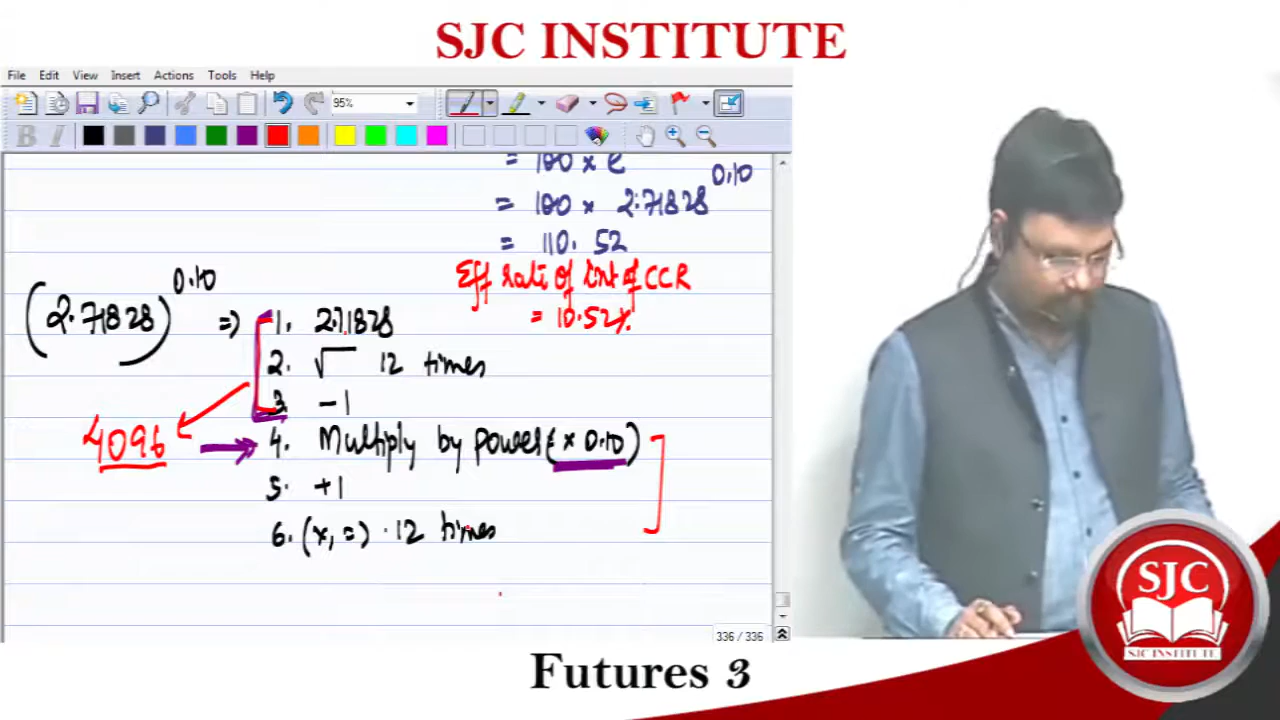 SJC INSTITUTE
File Edit View Insert Actions Tools Help
95%
B I
= 100 x e
= 100 x 2.71828^0.10
= 110.52
Eff rate of Int of CCR
= 10.52%
(2.71828)^0.10 => 1. 2.71828
2. √ 12 times
3. -1
4096
4. Multiply by power (x 0.10)
5. +1
6. (x, =) . 12 times
336 / 336
SJC
SJC INSTITUTE
Futures 3